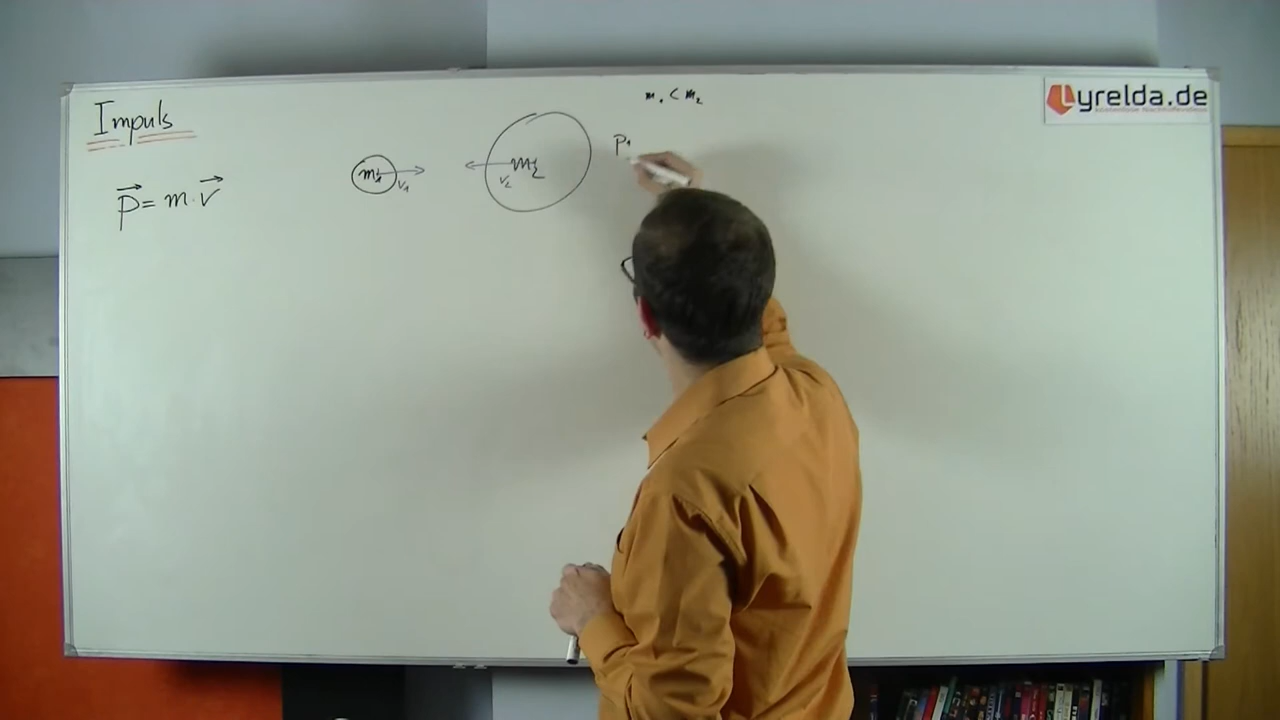 Impuls
p⃗ = m · v⃗
m₁
v₁
m₂
v₂
m₁ < m₂
p₁
Lyrelda.de